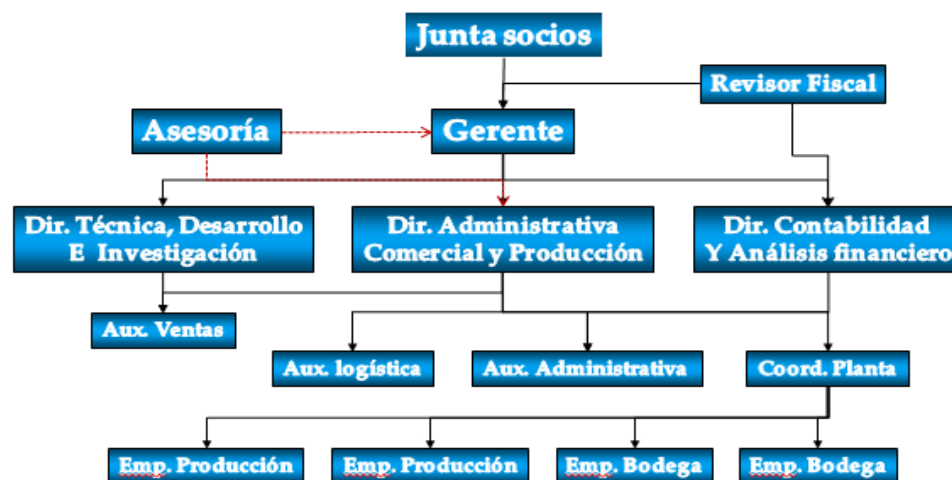 Junta socios
Revisor Fiscal
Asesoría
Gerente
Dir. Técnica, Desarrollo
E Investigación
Dir. Administrativa
Comercial y Producción
Dir. Contabilidad
Y Análisis financiero
Aux. Ventas
Aux. logística
Aux. Administrativa
Coord. Planta
Emp. Producción
Emp. Producción
Emp. Bodega
Emp. Bodega